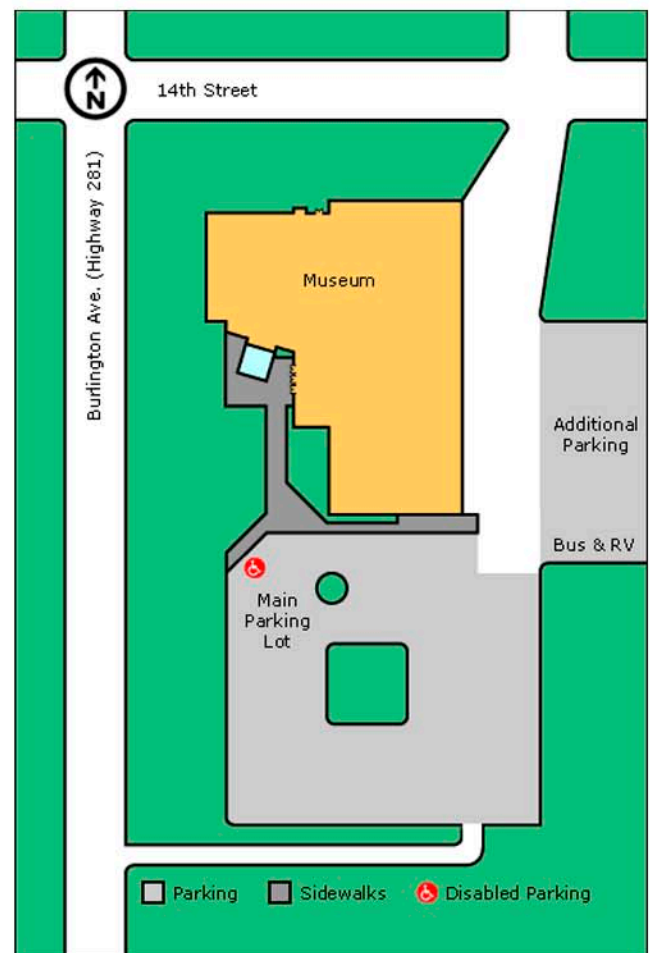 N
14th Street
Burlington Ave. (Highway 281)
Museum
Additional
Parking
Bus & RV
Main
Parking
Lot
Parking
Sidewalks
Disabled Parking